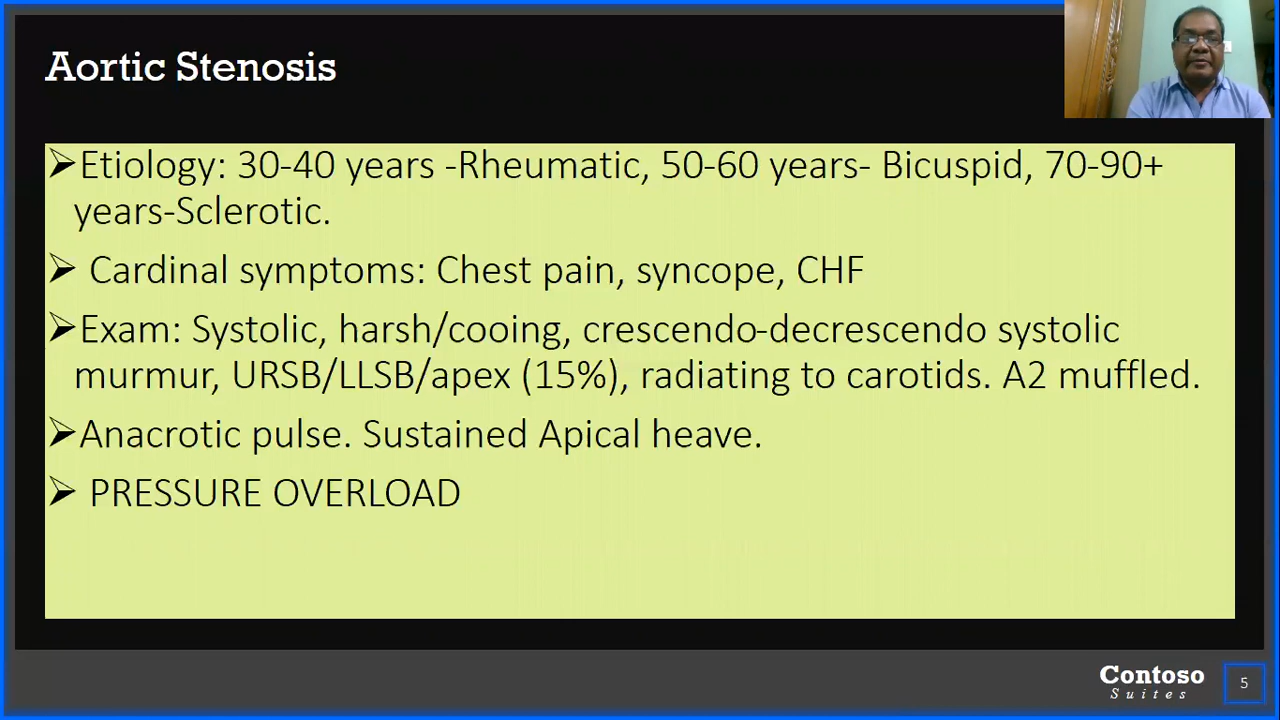 Aortic Stenosis
➢Etiology: 30-40 years -Rheumatic, 50-60 years- Bicuspid, 70-90+
years-Sclerotic.
➢ Cardinal symptoms: Chest pain, syncope, CHF
➢Exam: Systolic, harsh/cooing, crescendo-decrescendo systolic
murmur, URSB/LLSB/apex (15%), radiating to carotids. A2 muffled.
➢Anacrotic pulse. Sustained Apical heave.
➢ PRESSURE OVERLOAD
Contoso
Suites
5